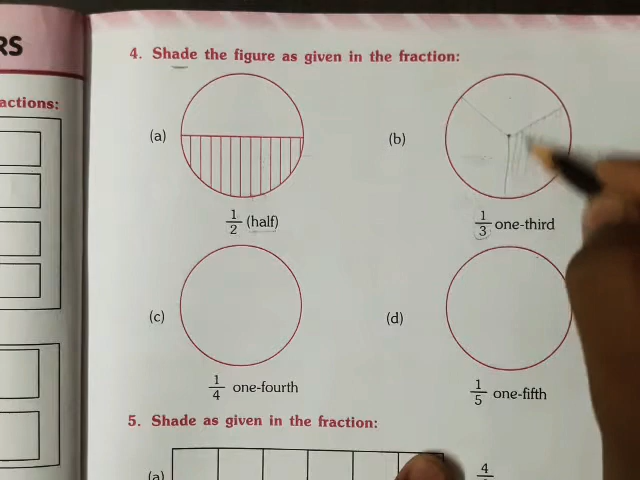 RS
actions:
4. Shade the figure as given in the fraction:
(a)
(b)
1/2 (half)
1/3 one-third
(c)
(d)
1/4 one-fourth
1/5 one-fifth
5. Shade as given in the fraction:
(a)
4